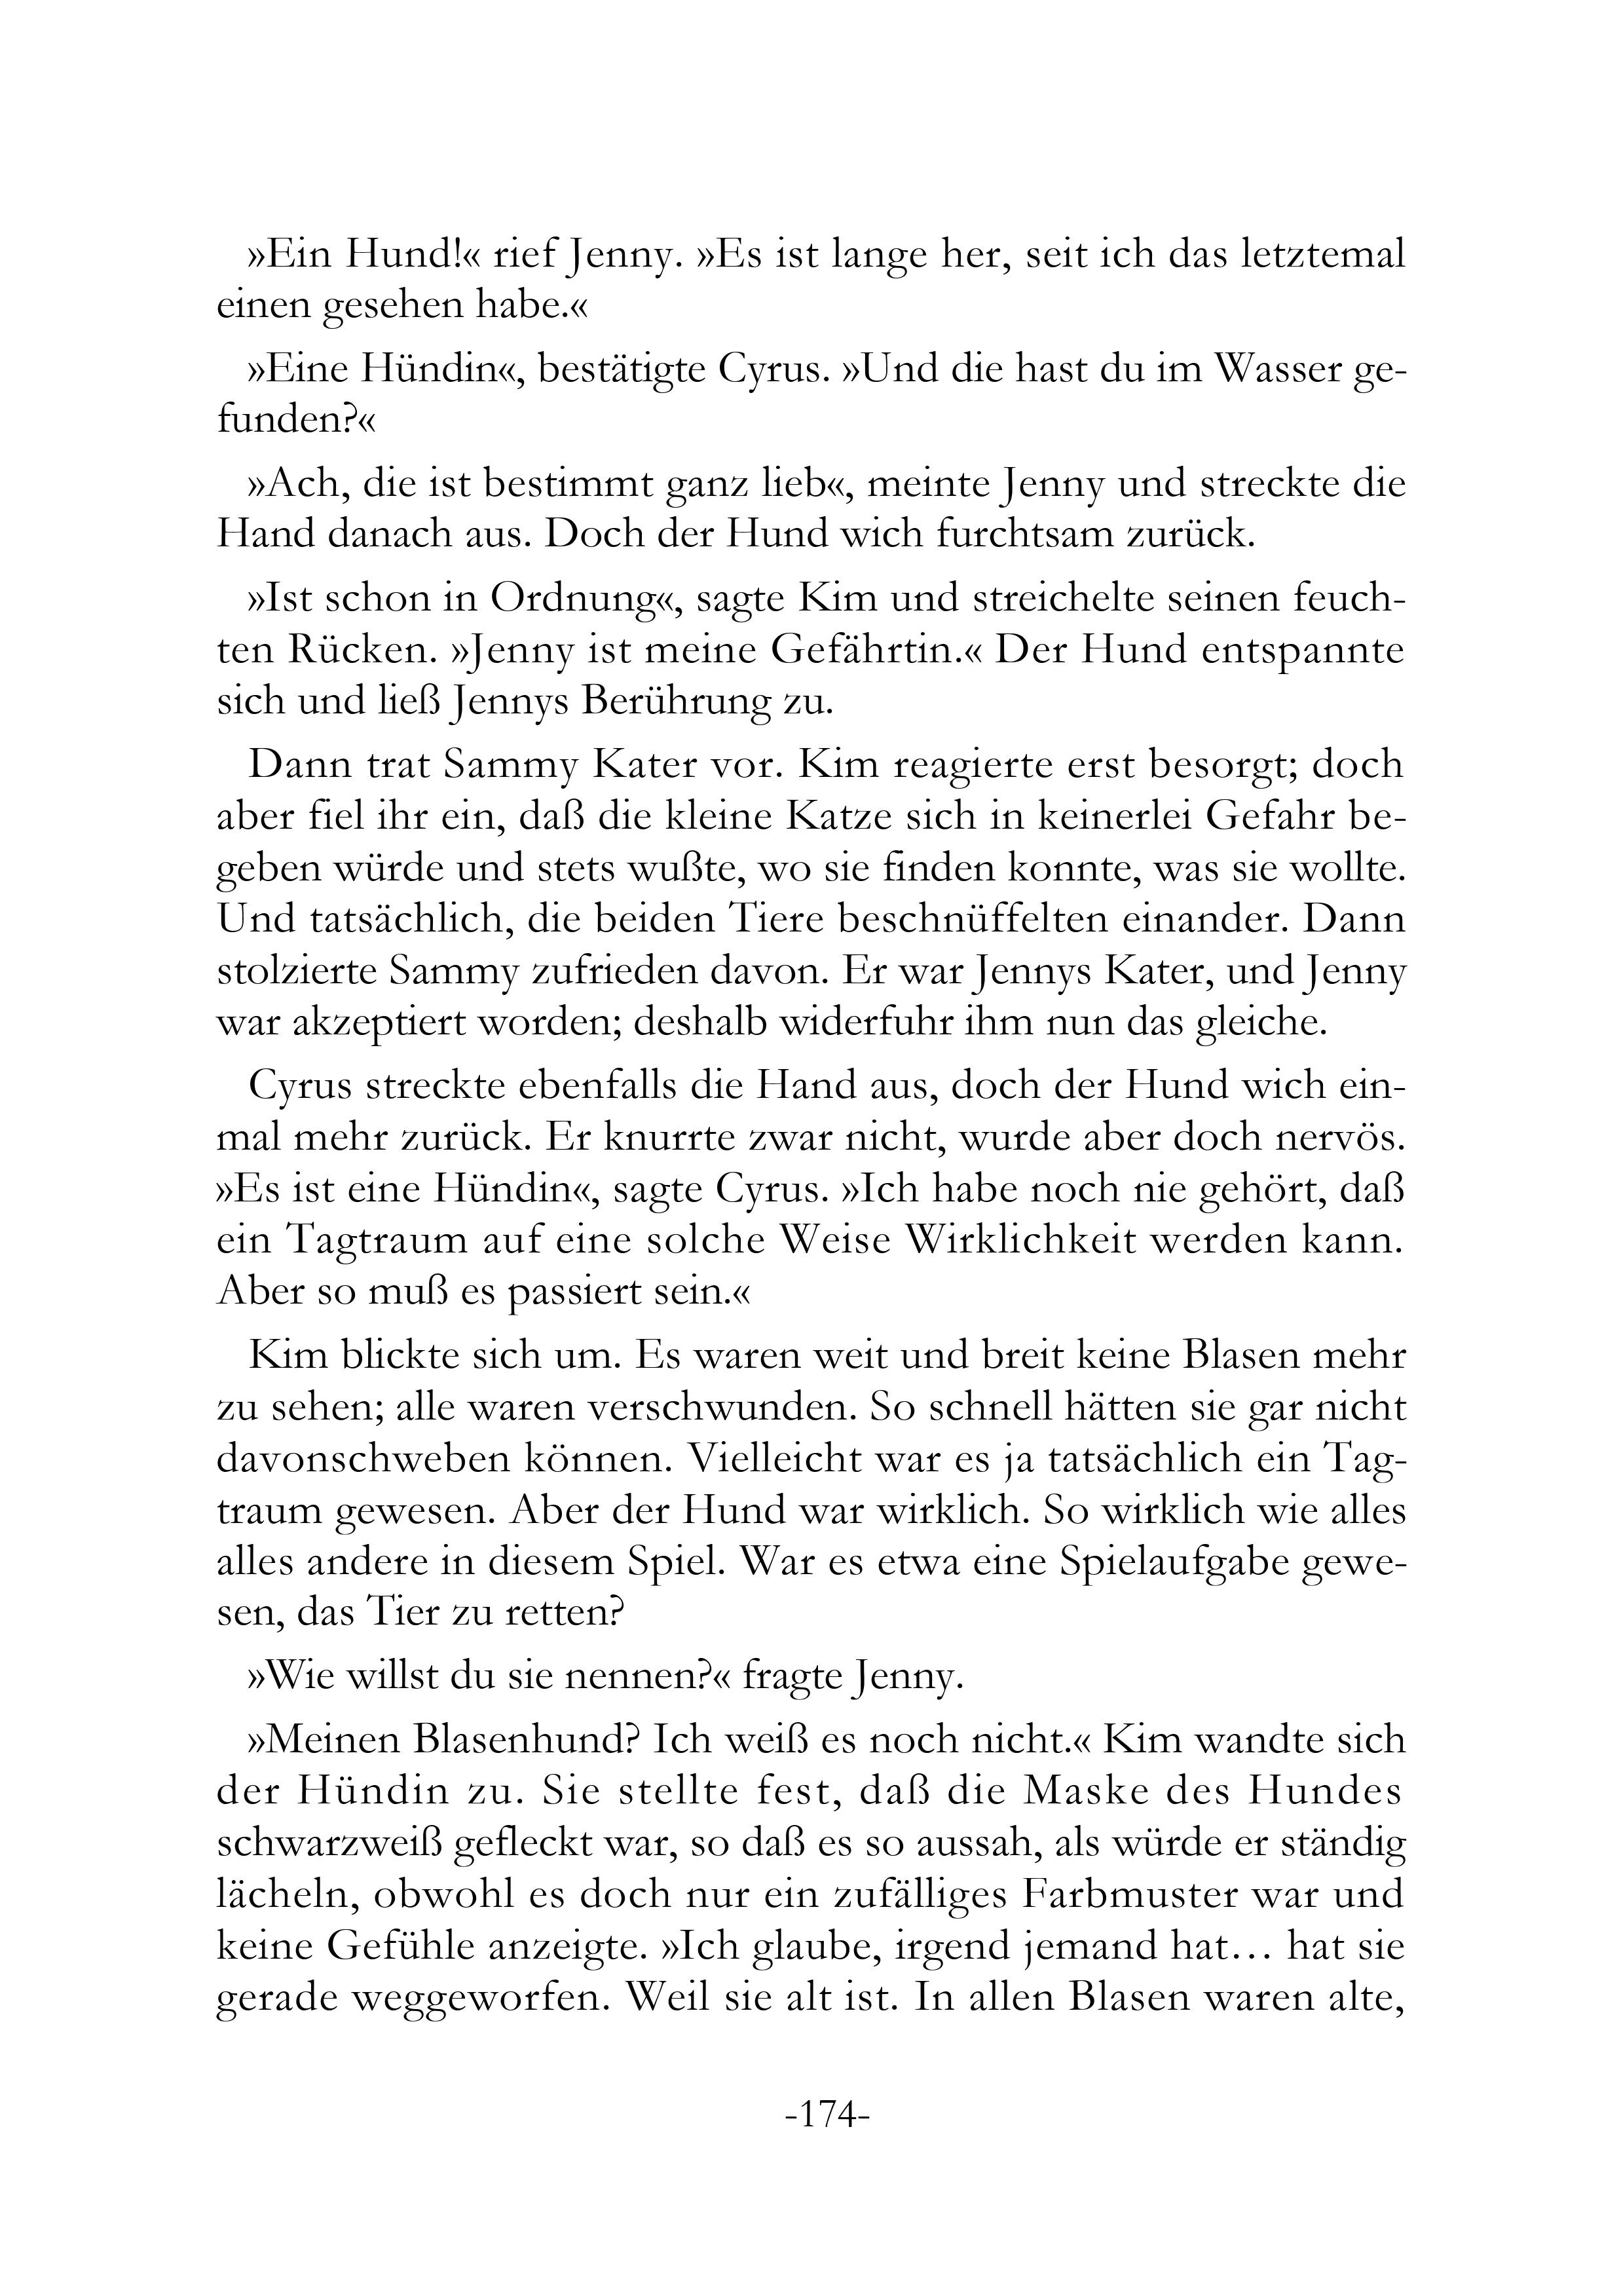 »Ein Hund!« rief Jenny. »Es ist lange her, seit ich das letztemal
einen gesehen habe.«
»Eine Hündin«, bestätigte Cyrus. »Und die hast du im Wasser ge-
funden?«
»Ach, die ist bestimmt ganz lieb«, meinte Jenny und streckte die
Hand danach aus. Doch der Hund wich furchtsam zurück.
»Ist schon in Ordnung«, sagte Kim und streichelte seinen feuch-
ten Rücken. »Jenny ist meine Gefährtin.« Der Hund entspannte
sich und ließ Jennys Berührung zu.
Dann trat Sammy Kater vor. Kim reagierte erst besorgt; doch
aber fiel ihr ein, daß die kleine Katze sich in keinerlei Gefahr be-
geben würde und stets wußte, wo sie finden konnte, was sie wollte.
Und tatsächlich, die beiden Tiere beschnüffelten einander. Dann
stolzierte Sammy zufrieden davon. Er war Jennys Kater, und Jenny
war akzeptiert worden; deshalb widerfuhr ihm nun das gleiche.
Cyrus streckte ebenfalls die Hand aus, doch der Hund wich ein-
mal mehr zurück. Er knurrte zwar nicht, wurde aber doch nervös.
»Es ist eine Hündin«, sagte Cyrus. »Ich habe noch nie gehört, daß
ein Tagtraum auf eine solche Weise Wirklichkeit werden kann.
Aber so muß es passiert sein.«
Kim blickte sich um. Es waren weit und breit keine Blasen mehr
zu sehen; alle waren verschwunden. So schnell hätten sie gar nicht
davonschweben können. Vielleicht war es ja tatsächlich ein Tag-
traum gewesen. Aber der Hund war wirklich. So wirklich wie alles
alles andere in diesem Spiel. War es etwa eine Spielaufgabe gewe-
sen, das Tier zu retten?
»Wie willst du sie nennen?« fragte Jenny.
»Meinen Blasenhund? Ich weiß es noch nicht.« Kim wandte sich
der Hündin zu. Sie stellte fest, daß die Maske des Hundes
schwarzweiß gefleckt war, so daß es so aussah, als würde er ständig
lächeln, obwohl es doch nur ein zufälliges Farbmuster war und
keine Gefühle anzeigte. »Ich glaube, irgend jemand hat… hat sie
gerade weggeworfen. Weil sie alt ist. In allen Blasen waren alte,
-174-